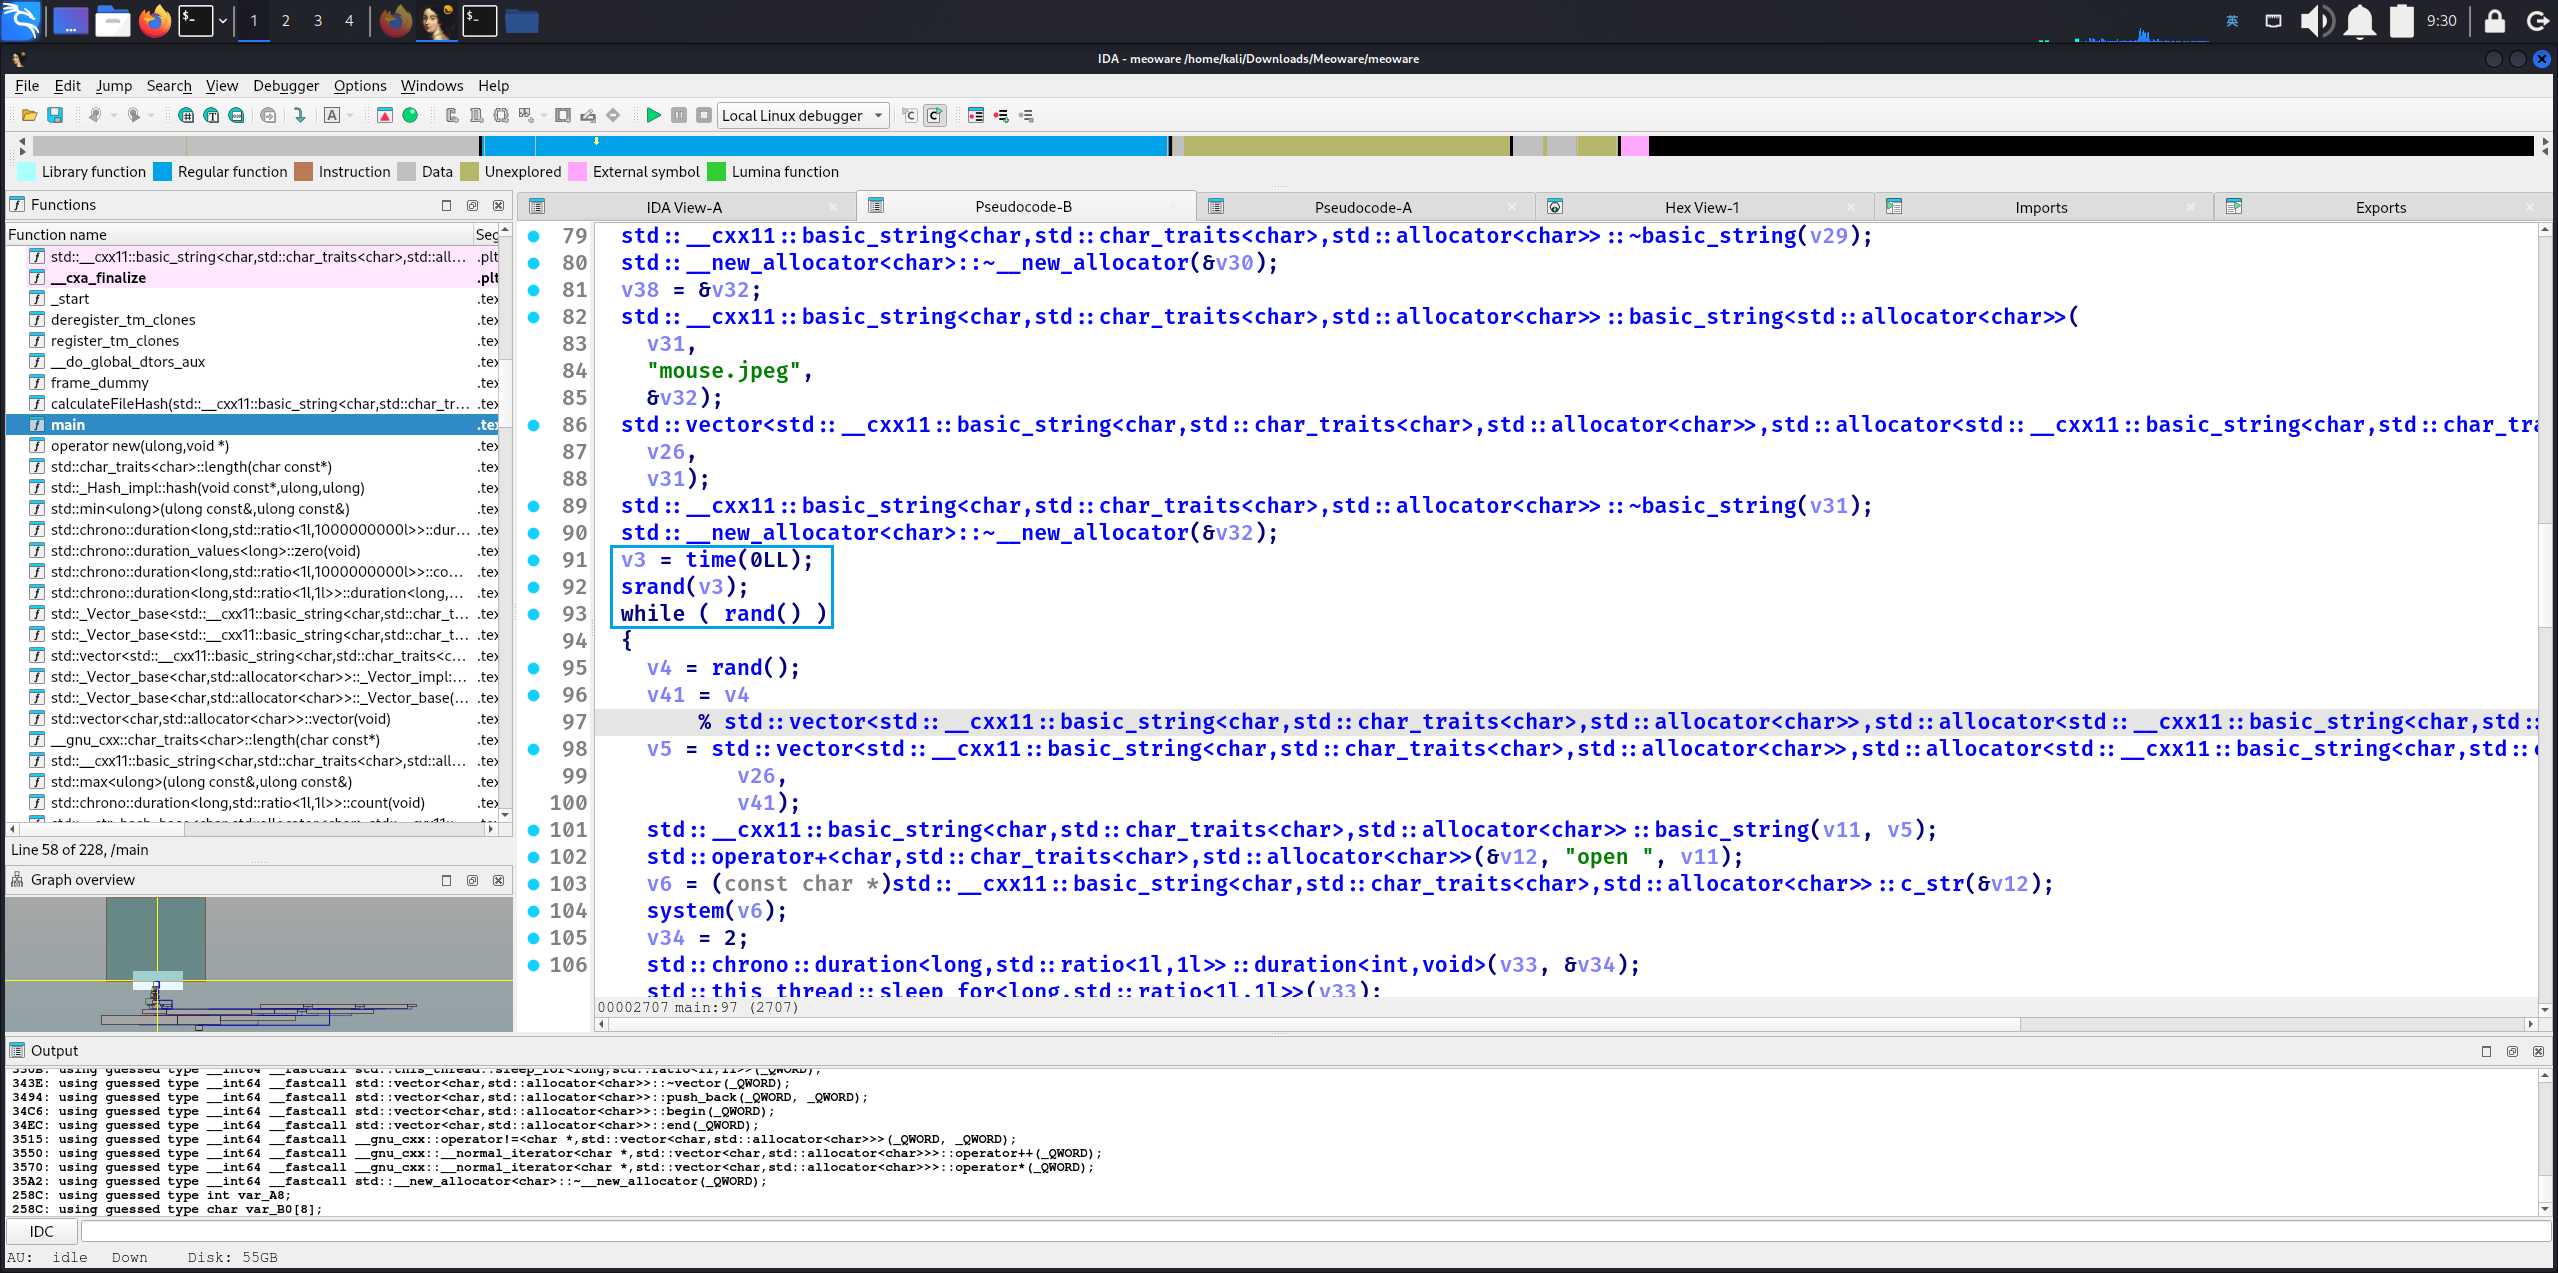 1 2 3 4
英
9:30
IDA - meoware /home/kali/Downloads/Meoware/meoware
File Edit Jump Search View Debugger Options Windows Help
Local Linux debugger
Library function Regular function Instruction Data Unexplored External symbol Lumina function
Functions
IDA View-A Pseudocode-B Pseudocode-A Hex View-1 Imports Exports
Function name Seg
std::__cxx11::basic_string<char,std::char_traits<char>,std::all... .plt
__cxa_finalize .plt
_start .tex
deregister_tm_clones .tex
register_tm_clones .tex
__do_global_dtors_aux .tex
frame_dummy .tex
calculateFileHash(std::__cxx11::basic_string<char,std::char_tr... .tex
main .tex
operator new(ulong,void *) .tex
std::char_traits<char>::length(char const*) .tex
std::_Hash_impl::hash(void const*,ulong,ulong) .tex
std::min<ulong>(ulong const&,ulong const&) .tex
std::chrono::duration<long,std::ratio<1l,1000000000l>>::dur... .tex
std::chrono::duration_values<long>::zero(void) .tex
std::chrono::duration<long,std::ratio<1l,1000000000l>>::co... .tex
std::chrono::duration<long,std::ratio<1l,1l>>::duration<long,... .tex
std::_Vector_base<std::__cxx11::basic_string<char,std::char_t... .tex
std::_Vector_base<std::__cxx11::basic_string<char,std::char_t... .tex
std::vector<std::__cxx11::basic_string<char,std::char_traits<c... .tex
std::_Vector_base<char,std::allocator<char>>::_Vector_impl:... .tex
std::_Vector_base<char,std::allocator<char>>::_Vector_base(... .tex
std::vector<char,std::allocator<char>>::vector(void) .tex
__gnu_cxx::char_traits<char>::length(char const*) .tex
std::__cxx11::basic_string<char,std::char_traits<char>,std::all... .tex
std::max<ulong>(ulong const&,ulong const&) .tex
std::chrono::duration<long,std::ratio<1l,1l>>::count(void) .tex
Line 58 of 228, /main
Graph overview
79 std::__cxx11::basic_string<char,std::char_traits<char>,std::allocator<char>>::~basic_string(v29);
80 std::__new_allocator<char>::~__new_allocator(&v30);
81 v38 = &v32;
82 std::__cxx11::basic_string<char,std::char_traits<char>,std::allocator<char>>::basic_string<std::allocator<char>>(
83 v31,
84 "mouse.jpeg",
85 &v32);
86 std::vector<std::__cxx11::basic_string<char,std::char_traits<char>,std::allocator<char>>,std::allocator<std::__cxx11::basic_string<char,std::char_tra
87 v26,
88 v31);
89 std::__cxx11::basic_string<char,std::char_traits<char>,std::allocator<char>>::~basic_string(v31);
90 std::__new_allocator<char>::~__new_allocator(&v32);
91 v3 = time(0LL);
92 srand(v3);
93 while ( rand() )
94 {
95 v4 = rand();
96 v41 = v4
97 % std::vector<std::__cxx11::basic_string<char,std::char_traits<char>,std::allocator<char>>,std::allocator<std::__cxx11::basic_string<char,std::
98 v5 = std::vector<std::__cxx11::basic_string<char,std::char_traits<char>,std::allocator<char>>,std::allocator<std::__cxx11::basic_string<char,std::c
99 v26,
100 v41);
101 std::__cxx11::basic_string<char,std::char_traits<char>,std::allocator<char>>::basic_string(v11, v5);
102 std::operator+<char,std::char_traits<char>,std::allocator<char>>(&v12, "open ", v11);
103 v6 = (const char *)std::__cxx11::basic_string<char,std::char_traits<char>,std::allocator<char>>::c_str(&v12);
104 system(v6);
105 v34 = 2;
106 std::chrono::duration<long,std::ratio<1l,1l>>::duration<int,void>(v33, &v34);
std::this_thread::sleep_for<long,std::ratio<1l,1l>>(v33);
00002707 main:97 (2707)
Output
330B: using guessed type __int64 __fastcall std::this_thread::sleep_for<long,std::ratio<1l,1l>>(_QWORD);
343E: using guessed type __int64 __fastcall std::vector<char,std::allocator<char>>::~vector(_QWORD);
3494: using guessed type __int64 __fastcall std::vector<char,std::allocator<char>>::push_back(_QWORD, _QWORD);
34C6: using guessed type __int64 __fastcall std::vector<char,std::allocator<char>>::begin(_QWORD);
34EC: using guessed type __int64 __fastcall std::vector<char,std::allocator<char>>::end(_QWORD);
3515: using guessed type __int64 __fastcall __gnu_cxx::operator!=<char *,std::vector<char,std::allocator<char>>>(_QWORD, _QWORD);
3550: using guessed type __int64 __fastcall __gnu_cxx::__normal_iterator<char *,std::vector<char,std::allocator<char>>>::operator++(_QWORD);
3570: using guessed type __int64 __fastcall __gnu_cxx::__normal_iterator<char *,std::vector<char,std::allocator<char>>>::operator*(_QWORD);
35A2: using guessed type __int64 __fastcall std::__new_allocator<char>::~__new_allocator(_QWORD);
258C: using guessed type int var_A8;
258C: using guessed type char var_B0[8];
IDC
AU: idle Down Disk: 55GB